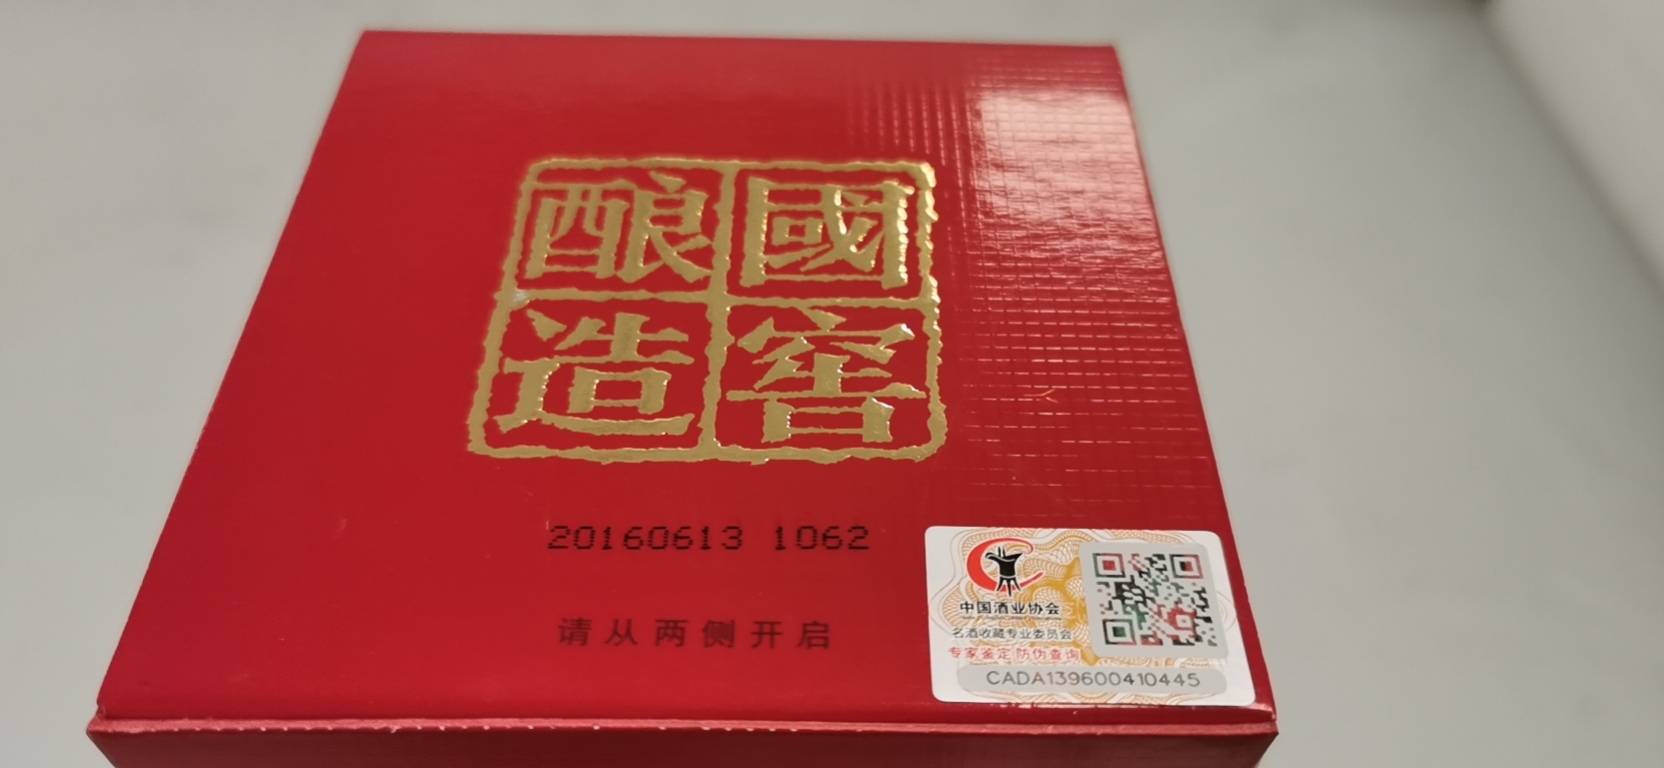 國窖
酿造
20160613 1062
请从两侧开启
中国酒业协会
名酒收藏专业委员会
专家鉴定 防伪查询
CADA139600410445